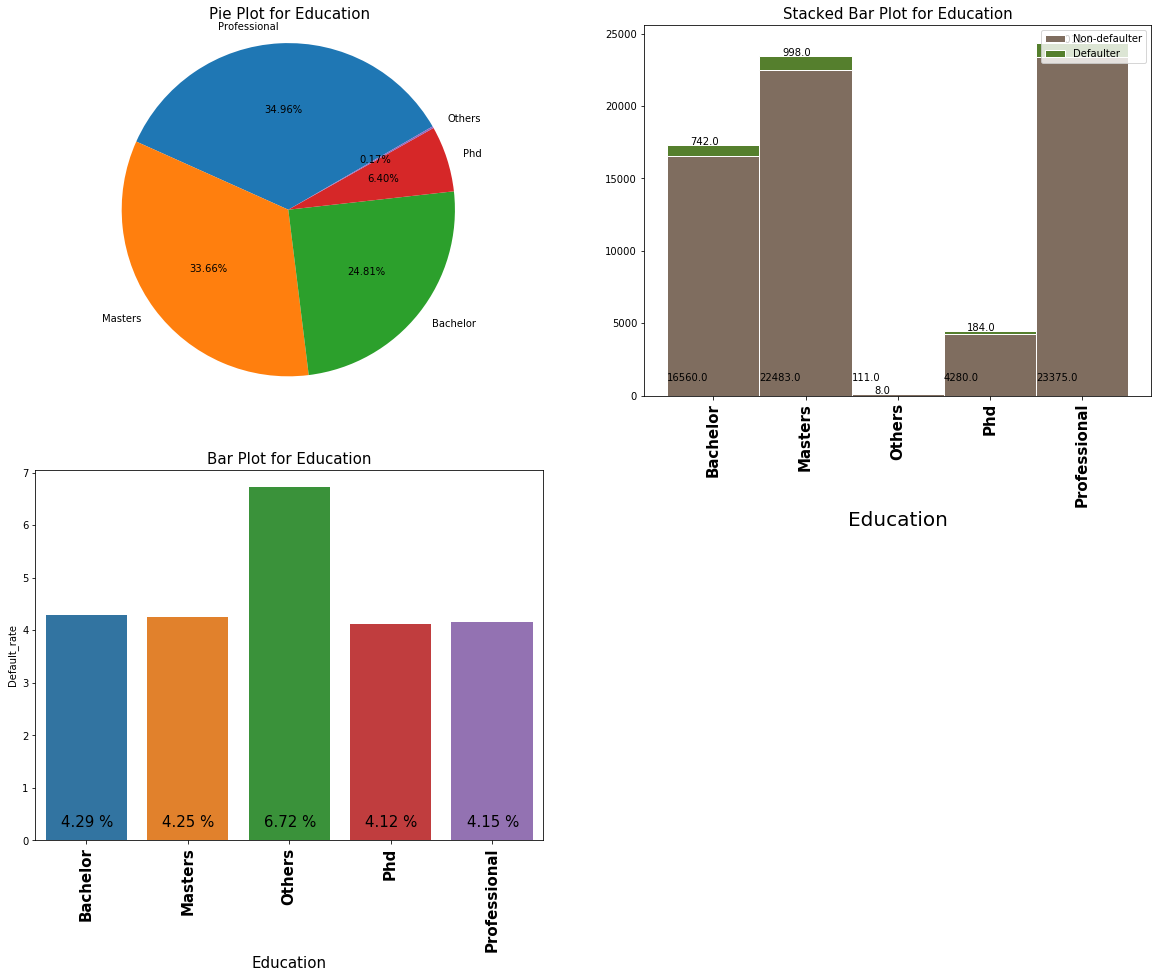 Pie Plot for Education
Professional
34.96%
Others
Phd
0.17%
6.40%
33.66%
24.81%
Masters
Bachelor
Stacked Bar Plot for Education
25000
20000
15000
10000
5000
0
Non-defaulter
Defaulter
998.0
742.0
184.0
16560.0
22483.0
111.0
4280.0
23375.0
8.0
Bachelor
Masters
Others
Phd
Professional
Education
Bar Plot for Education
7
6
5
4
3
2
1
0
Default_rate
4.29 %
4.25 %
6.72 %
4.12 %
4.15 %
Bachelor
Masters
Others
Phd
Professional
Education